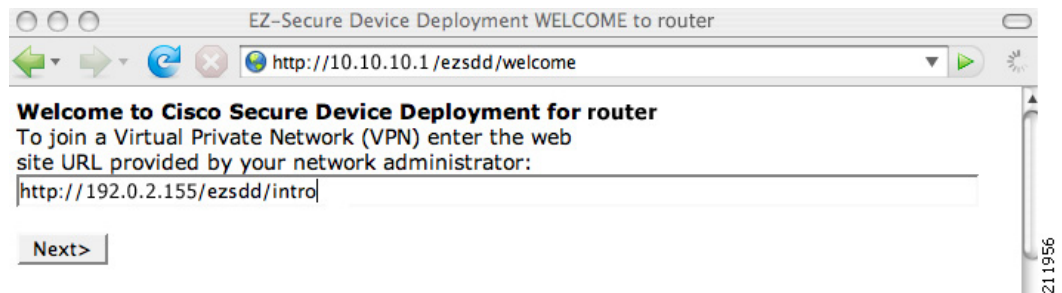 EZ-Secure Device Deployment WELCOME to router
http://10.10.10.1/ezsdd/welcome
Welcome to Cisco Secure Device Deployment for router
To join a Virtual Private Network (VPN) enter the web
site URL provided by your network administrator:
http://192.0.2.155/ezsdd/intro
Next>
211956